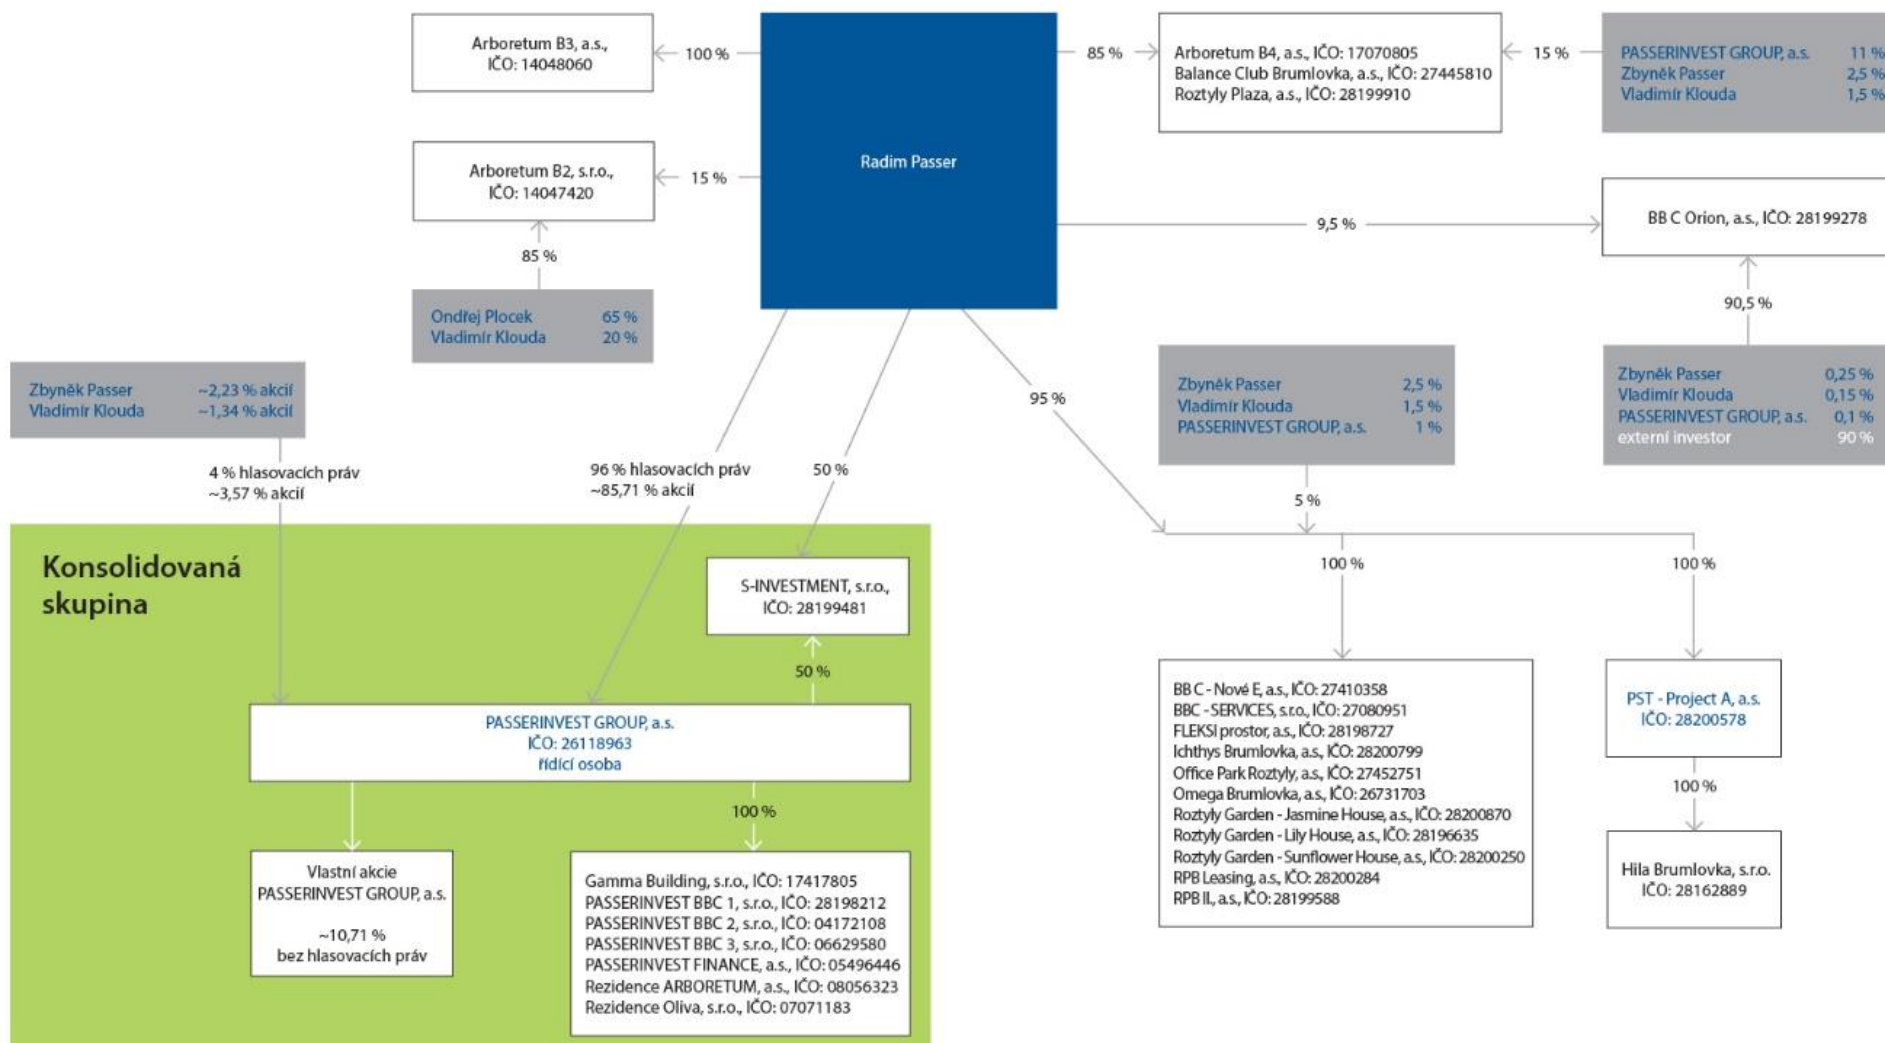 Arboretum B3, a.s.,
IČO: 14048060
100 %
Radim Passer
85 %
Arboretum B4, a.s., IČO: 17070805
Balance Club Brumlovka, a.s., IČO: 27445810
Roztyly Plaza, a.s., IČO: 28199910
15 %
PASSERINVEST GROUP, a.s. 11 %
Zbyněk Passer 2,5 %
Vladimír Klouda 1,5 %
Arboretum B2, s.r.o.,
IČO: 14047420
15 %
9,5 %
BB C Orion, a.s., IČO: 28199278
85 %
Ondřej Plocek 65 %
Vladimír Klouda 20 %
90,5 %
Zbyněk Passer 0,25 %
Vladimír Klouda 0,15 %
PASSERINVEST GROUP, a.s. 0,1 %
externí investor 90 %
Zbyněk Passer ~2,23 % akcií
Vladimír Klouda ~1,34 % akcií
4 % hlasovacích práv
~3,57 % akcií
96 % hlasovacích práv
~85,71 % akcií
50 %
95 %
Zbyněk Passer 2,5 %
Vladimír Klouda 1,5 %
PASSERINVEST GROUP, a.s. 1 %
5 %
100 %
100 %
Konsolidovaná
skupina
S-INVESTMENT, s.r.o.,
IČO: 28199481
50 %
PASSERINVEST GROUP, a.s.
IČO: 26118963
řídící osoba
100 %
Vlastní akcie
PASSERINVEST GROUP, a.s.
~10,71 %
bez hlasovacích práv
Gamma Building, s.r.o., IČO: 17417805
PASSERINVEST BBC 1, s.r.o., IČO: 28198212
PASSERINVEST BBC 2, s.r.o., IČO: 04172108
PASSERINVEST BBC 3, s.r.o., IČO: 06629580
PASSERINVEST FINANCE, a.s., IČO: 05496446
Rezidence ARBORETUM, a.s., IČO: 08056323
Rezidence Oliva, s.r.o., IČO: 07071183
BB C - Nové E, a.s., IČO: 27410358
BBC - SERVICES, s.r.o., IČO: 27080951
FLEKSI prostor, a.s., IČO: 28198727
Ichthys Brumlovka, a.s., IČO: 28200799
Office Park Roztyly, a.s., IČO: 27452751
Omega Brumlovka, a.s., IČO: 26731703
Roztyly Garden - Jasmine House, a.s., IČO: 28200870
Roztyly Garden - Lily House, a.s., IČO: 28196635
Roztyly Garden - Sunflower House, a.s., IČO: 28200250
RPB Leasing, a.s., IČO: 28200284
RPB II., a.s., IČO: 28199588
PST - Project A, a.s.
IČO: 28200578
100 %
Hila Brumlovka, s.r.o.
IČO: 28162889